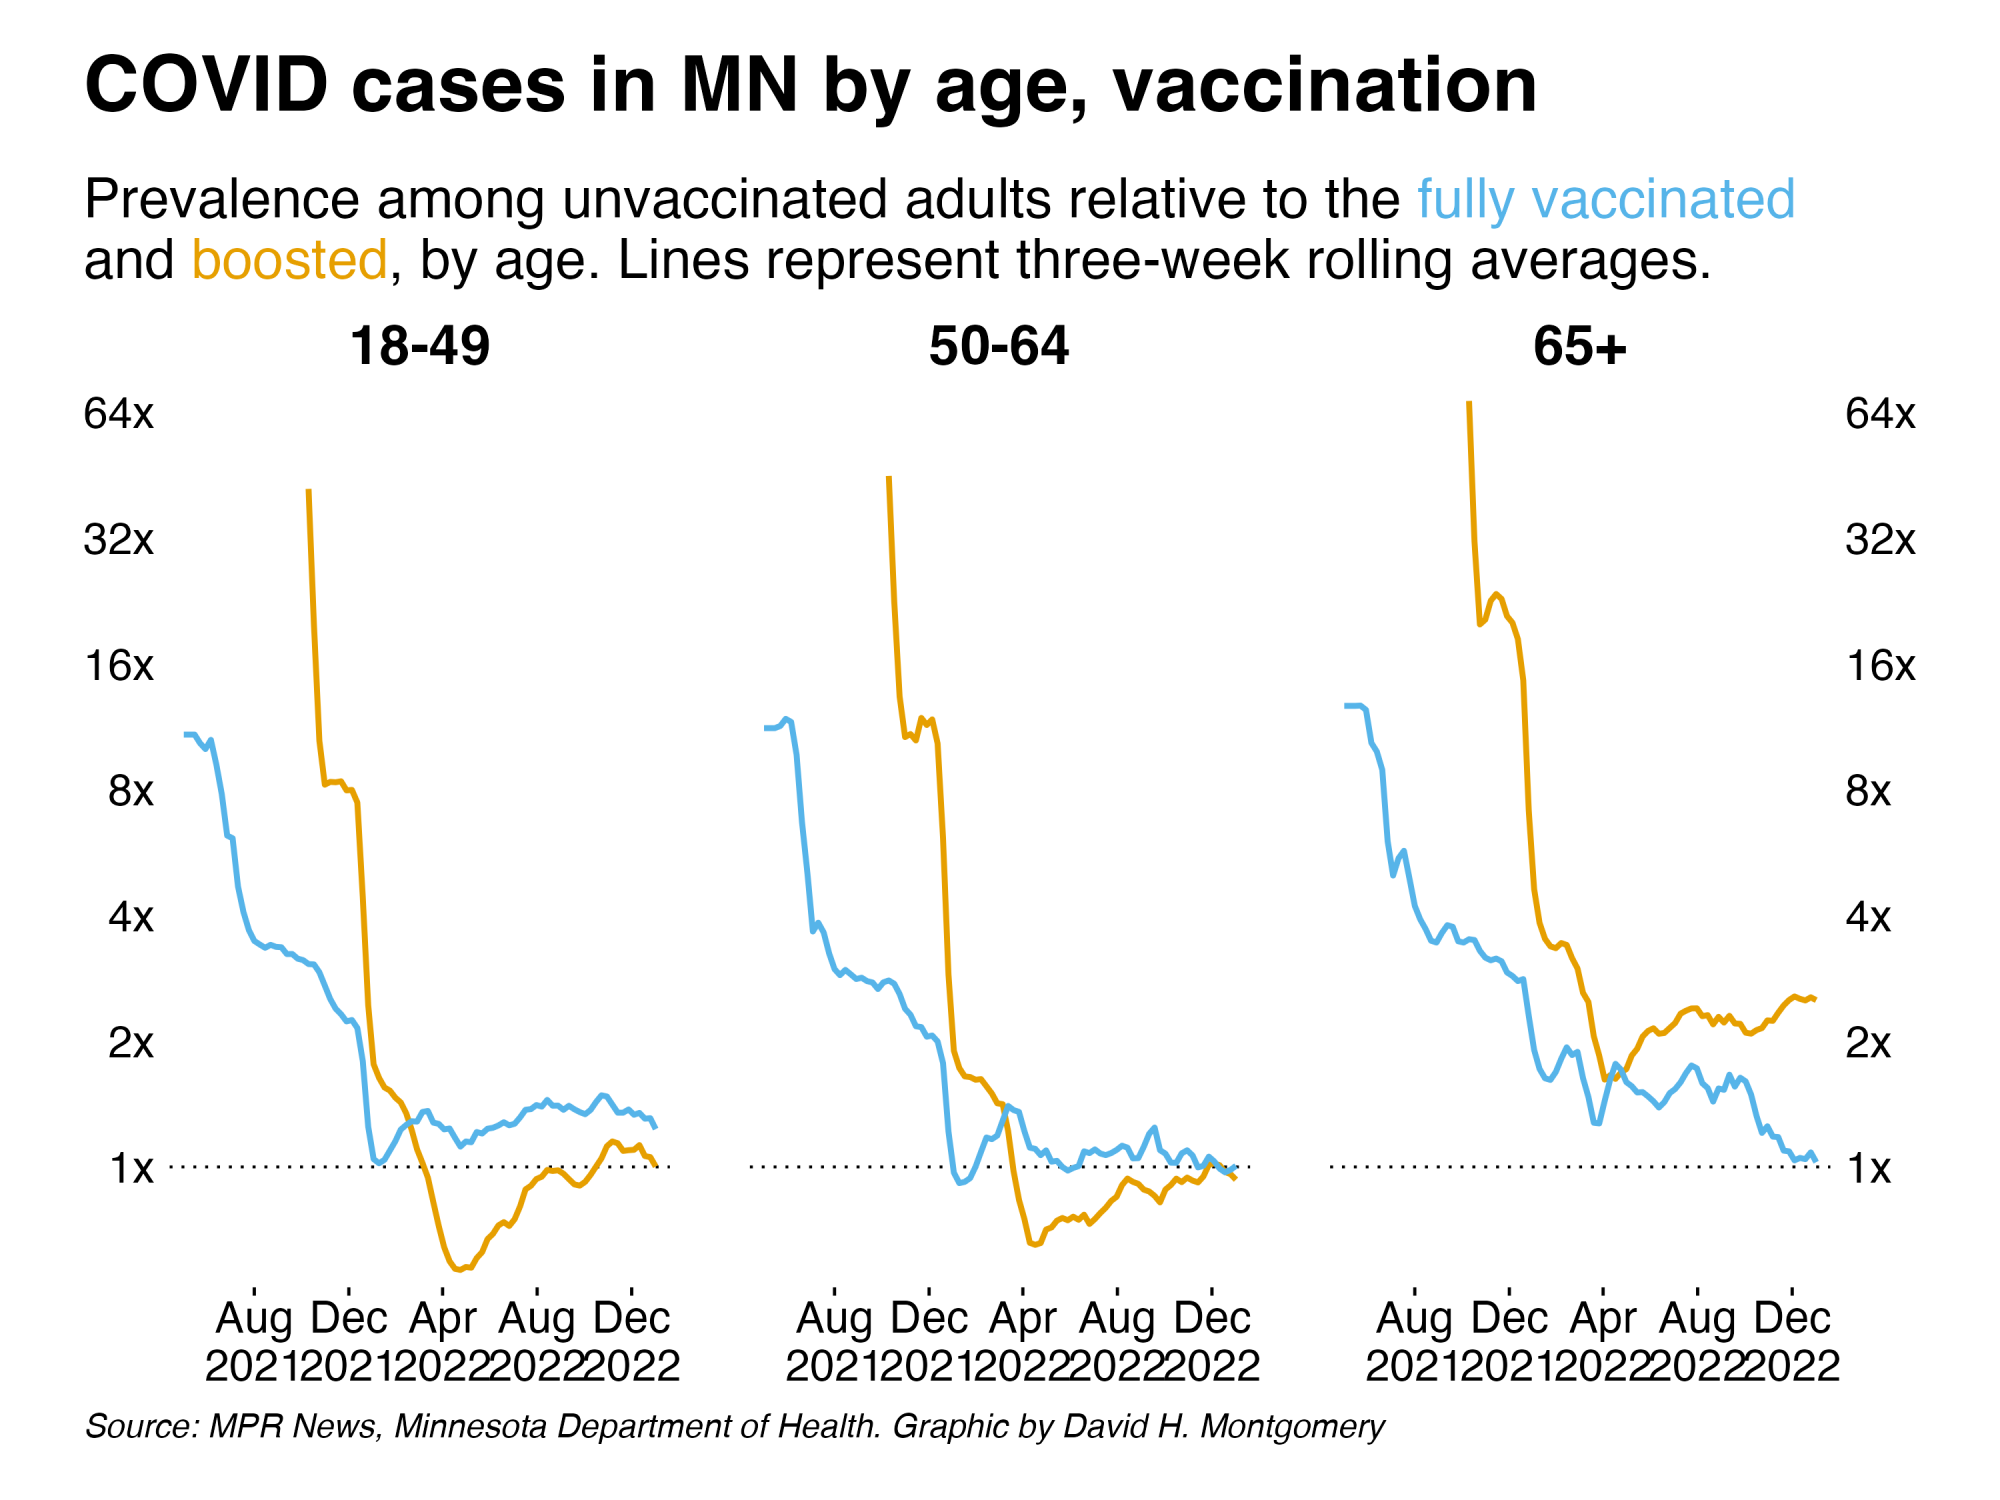 COVID cases in MN by age, vaccination
Prevalence among unvaccinated adults relative to the fully vaccinated
and boosted, by age. Lines represent three-week rolling averages.
18-49 50-64 65+
64x 64x
32x 32x
16x 16x
8x 8x
4x 4x
2x 2x
1x 1x
Aug Dec Apr Aug Dec Aug Dec Apr Aug Dec Aug Dec Apr Aug Dec
2021 2021 2022 2022 2022 2021 2021 2022 2022 2022 2021 2021 2022 2022 2022
Source: MPR News, Minnesota Department of Health. Graphic by David H. Montgomery